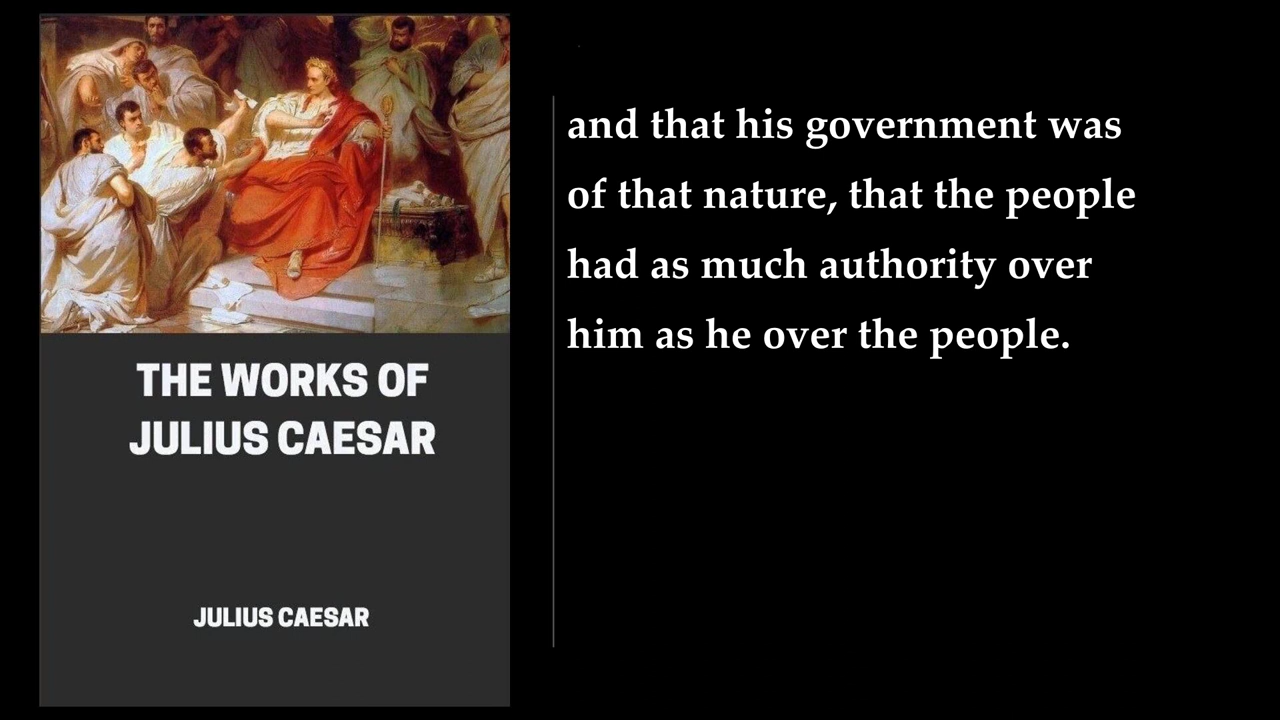 THE WORKS OF
JULIUS CAESAR
JULIUS CAESAR
and that his government was
of that nature, that the people
had as much authority over
him as he over the people.